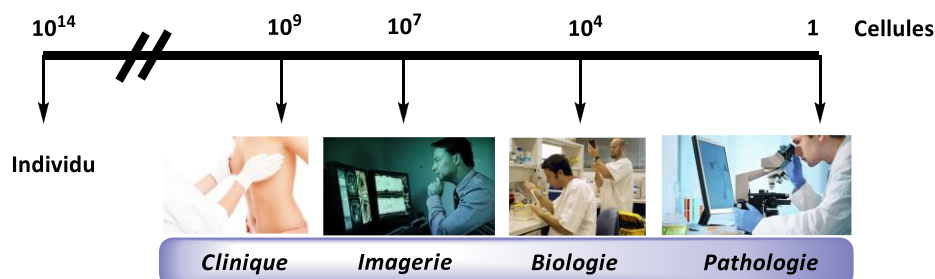 10¹⁴ 10⁹ 10⁷ 10⁴ 1 Cellules
Individu
Clinique Imagerie Biologie Pathologie